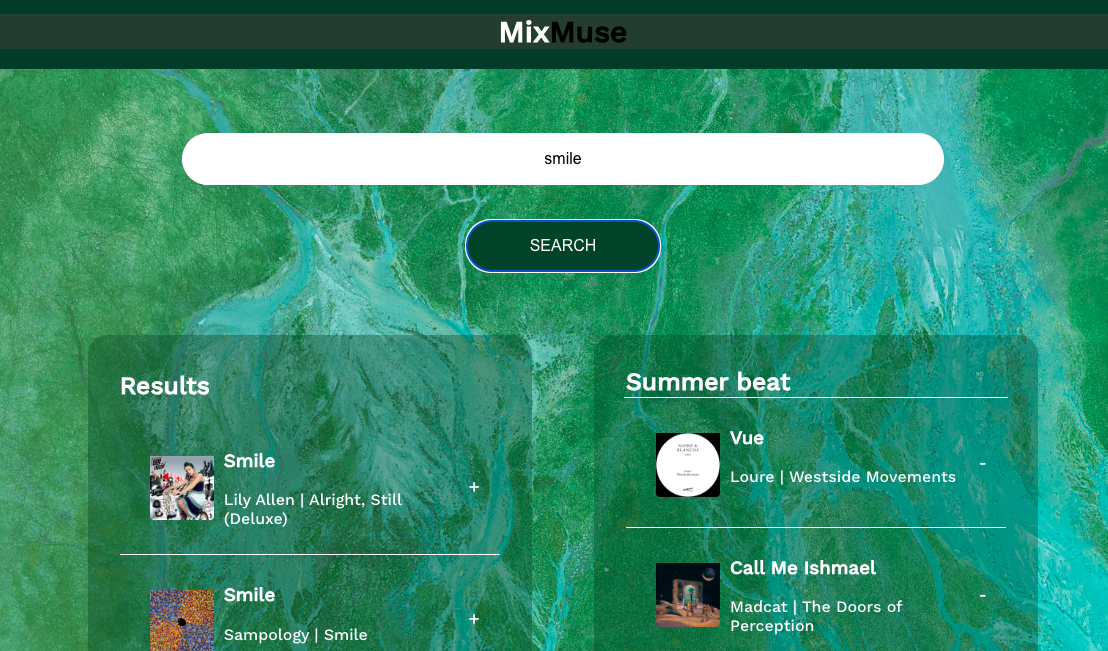 MixMuse
smile
SEARCH
Results
Smile
Lily Allen | Alright, Still
(Deluxe)
+
Smile
Sampology | Smile
+
Summer beat
Vue
Loure | Westside Movements
-
Call Me Ishmael
Madcat | The Doors of
Perception
-